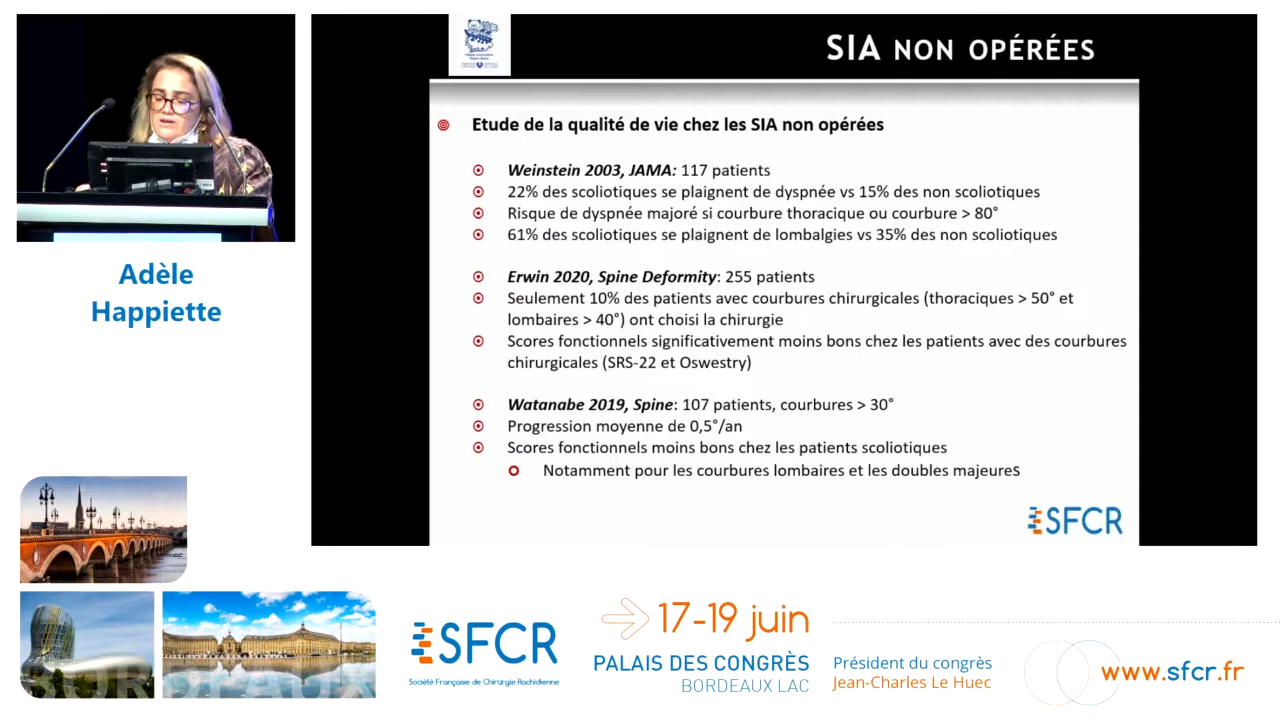 SIA NON OPÉRÉES
Etude de la qualité de vie chez les SIA non opérées
Weinstein 2003, JAMA: 117 patients
22% des scoliotiques se plaignent de dyspnée vs 15% des non scoliotiques
Risque de dyspnée majoré si courbure thoracique ou courbure > 80°
61% des scoliotiques se plaignent de lombalgies vs 35% des non scoliotiques
Erwin 2020, Spine Deformity: 255 patients
Seulement 10% des patients avec courbures chirurgicales (thoraciques > 50° et
lombaires > 40°) ont choisi la chirurgie
Scores fonctionnels significativement moins bons chez les patients avec des courbures
chirurgicales (SRS-22 et Oswestry)
Watanabe 2019, Spine: 107 patients, courbures > 30°
Progression moyenne de 0,5°/an
Scores fonctionnels moins bons chez les patients scoliotiques
Notamment pour les courbures lombaires et les doubles majeures
SFCR
Adèle
Happiette
BORDEAUX
SFCR
Société Française de Chirurgie Rachidienne
17-19 juin
PALAIS DES CONGRÈS
BORDEAUX LAC
Président du congrès
Jean-Charles Le Huec
www.sfcr.fr